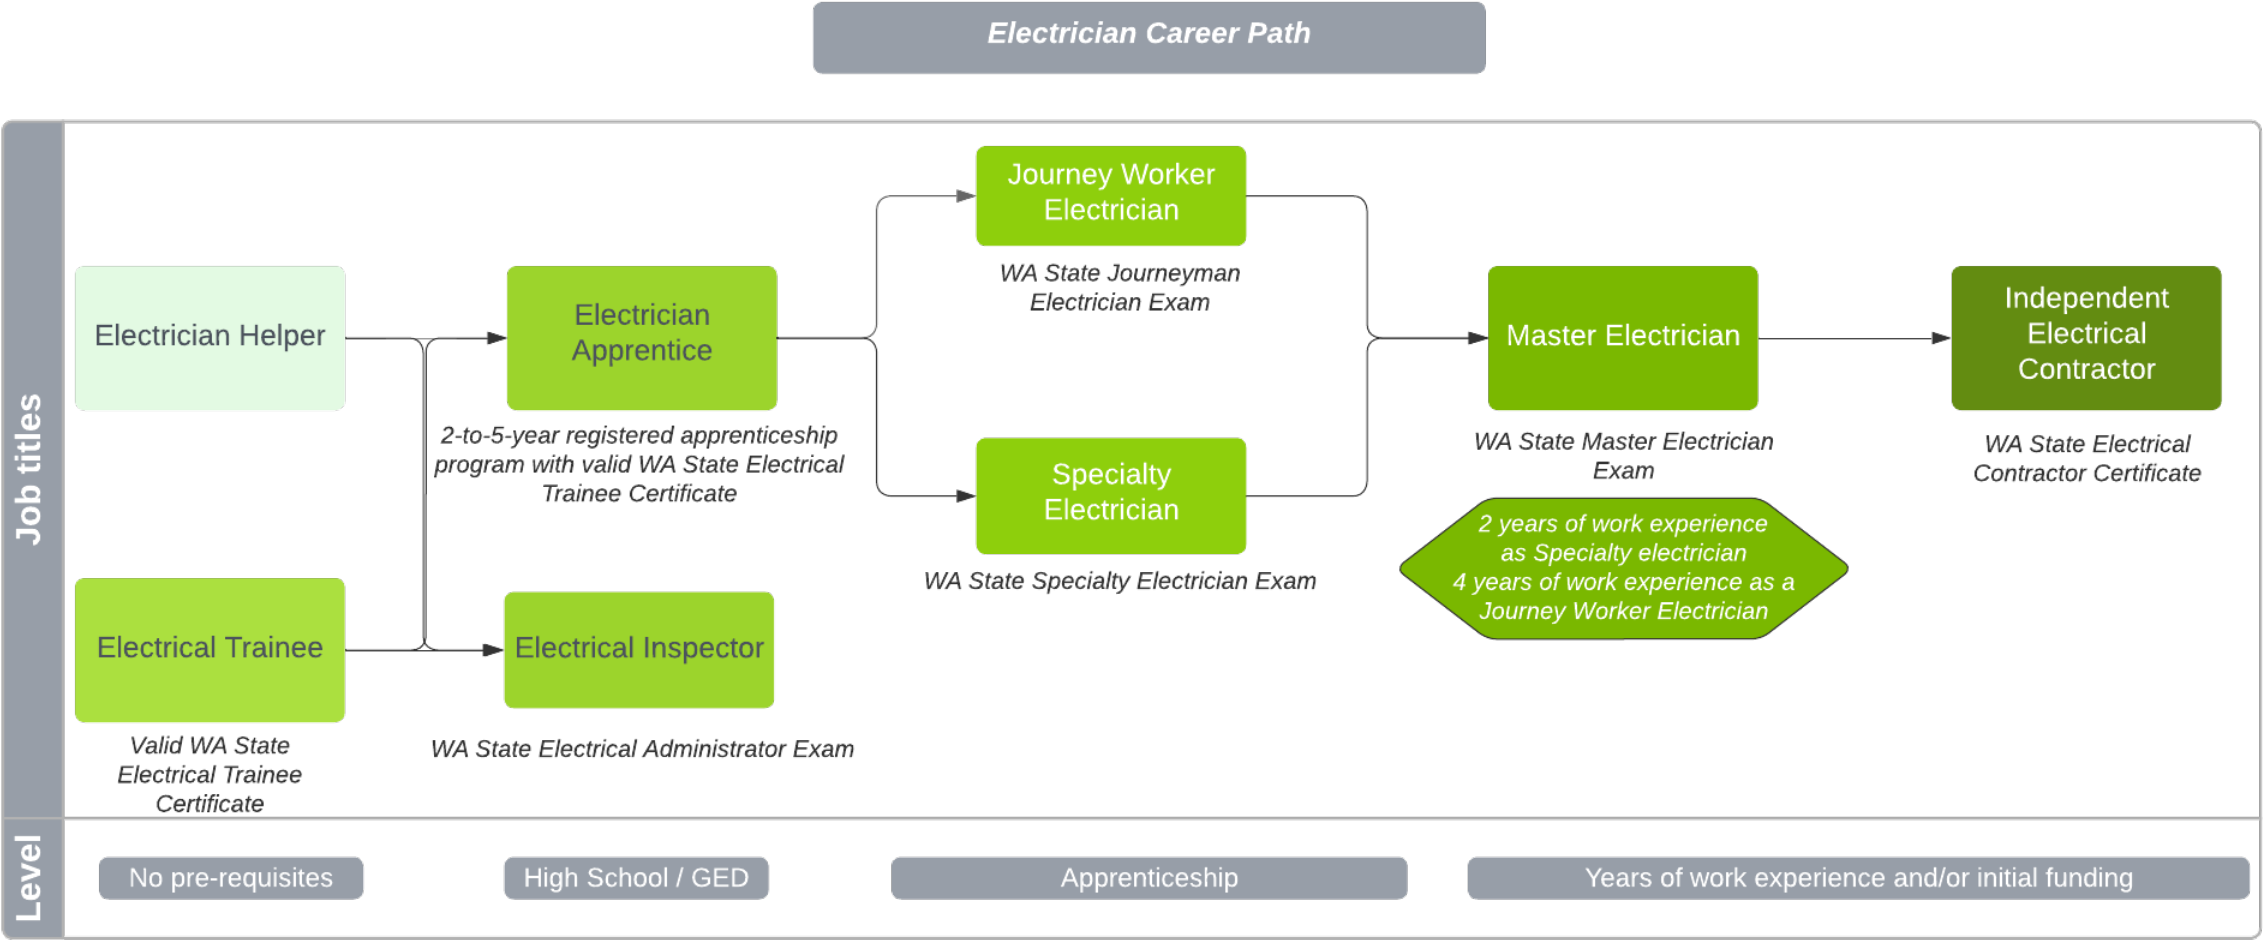 Electrician Career Path
Job titles
Electrician Helper
Electrical Trainee
Valid WA State
Electrical Trainee
Certificate
Electrician
Apprentice
2-to-5-year registered apprenticeship
program with valid WA State Electrical
Trainee Certificate
Electrical Inspector
WA State Electrical Administrator Exam
Journey Worker
Electrician
WA State Journeyman
Electrician Exam
Specialty
Electrician
WA State Specialty Electrician Exam
Master Electrician
WA State Master Electrician
Exam
2 years of work experience
as Specialty electrician
4 years of work experience as a
Journey Worker Electrician
Independent
Electrical
Contractor
WA State Electrical
Contractor Certificate
Level
No pre-requisites
High School / GED
Apprenticeship
Years of work experience and/or initial funding